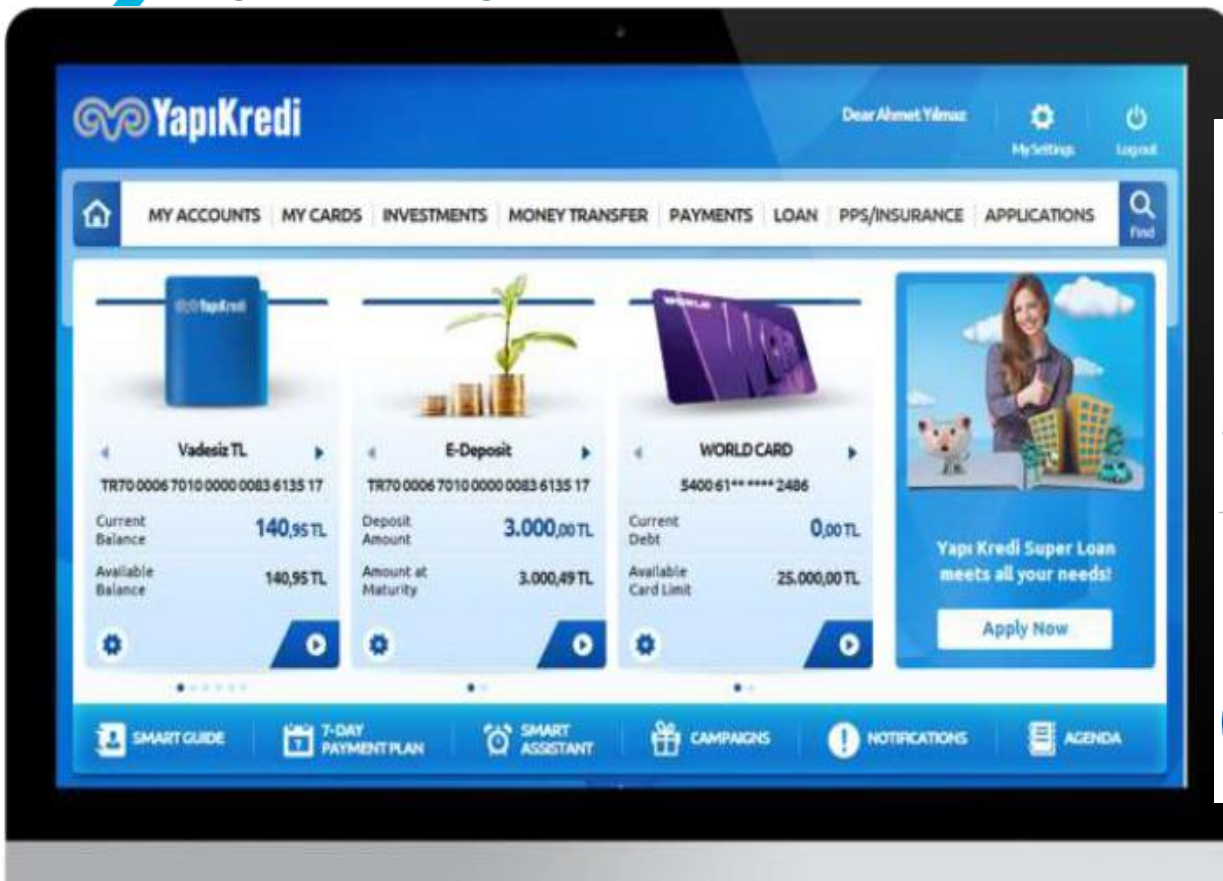 YapıKredi
Dear Ahmet Yılmaz
My Settings
Logout
MY ACCOUNTS
MY CARDS
INVESTMENTS
MONEY TRANSFER
PAYMENTS
LOAN
PPS/INSURANCE
APPLICATIONS
Find
YapıKredi
Vadesiz TL
TR70 0006 7010 0000 0083 6135 17
Current
Balance
140,95 TL
Available
Balance
140,95 TL
E-Deposit
TR70 0006 7010 0000 0083 6135 17
Deposit
Amount
3.000,00 TL
Amount at
Maturity
3.000,49 TL
WORLD
WORLD CARD
5400 61** **** 2486
Current
Debt
0,00 TL
Available
Card Limit
25.000,00 TL
Yapı Kredi Super Loan
meets all your needs!
Apply Now
SMART GUIDE
7
7-DAY
PAYMENT PLAN
SMART
ASSISTANT
CAMPAIGNS
NOTIFICATIONS
AGENDA